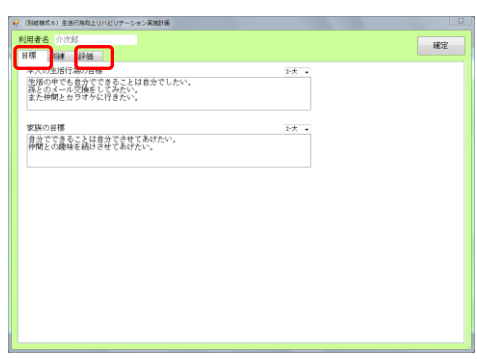 (別紙様式6) 生活行為向上リハビリテーション実施計画
利用者名 介次郎
確定
目標 訓練 評価
本人の生活行為の目標 2-大
生活の中でも自分でできることは自分でしたい。
孫とのメール交換をしてみたい。
また仲間とカラオケに行きたい。
家族の目標 2-大
自分でできることは自分でさせてあげたい。
仲間との趣味を続けさせてあげたい。